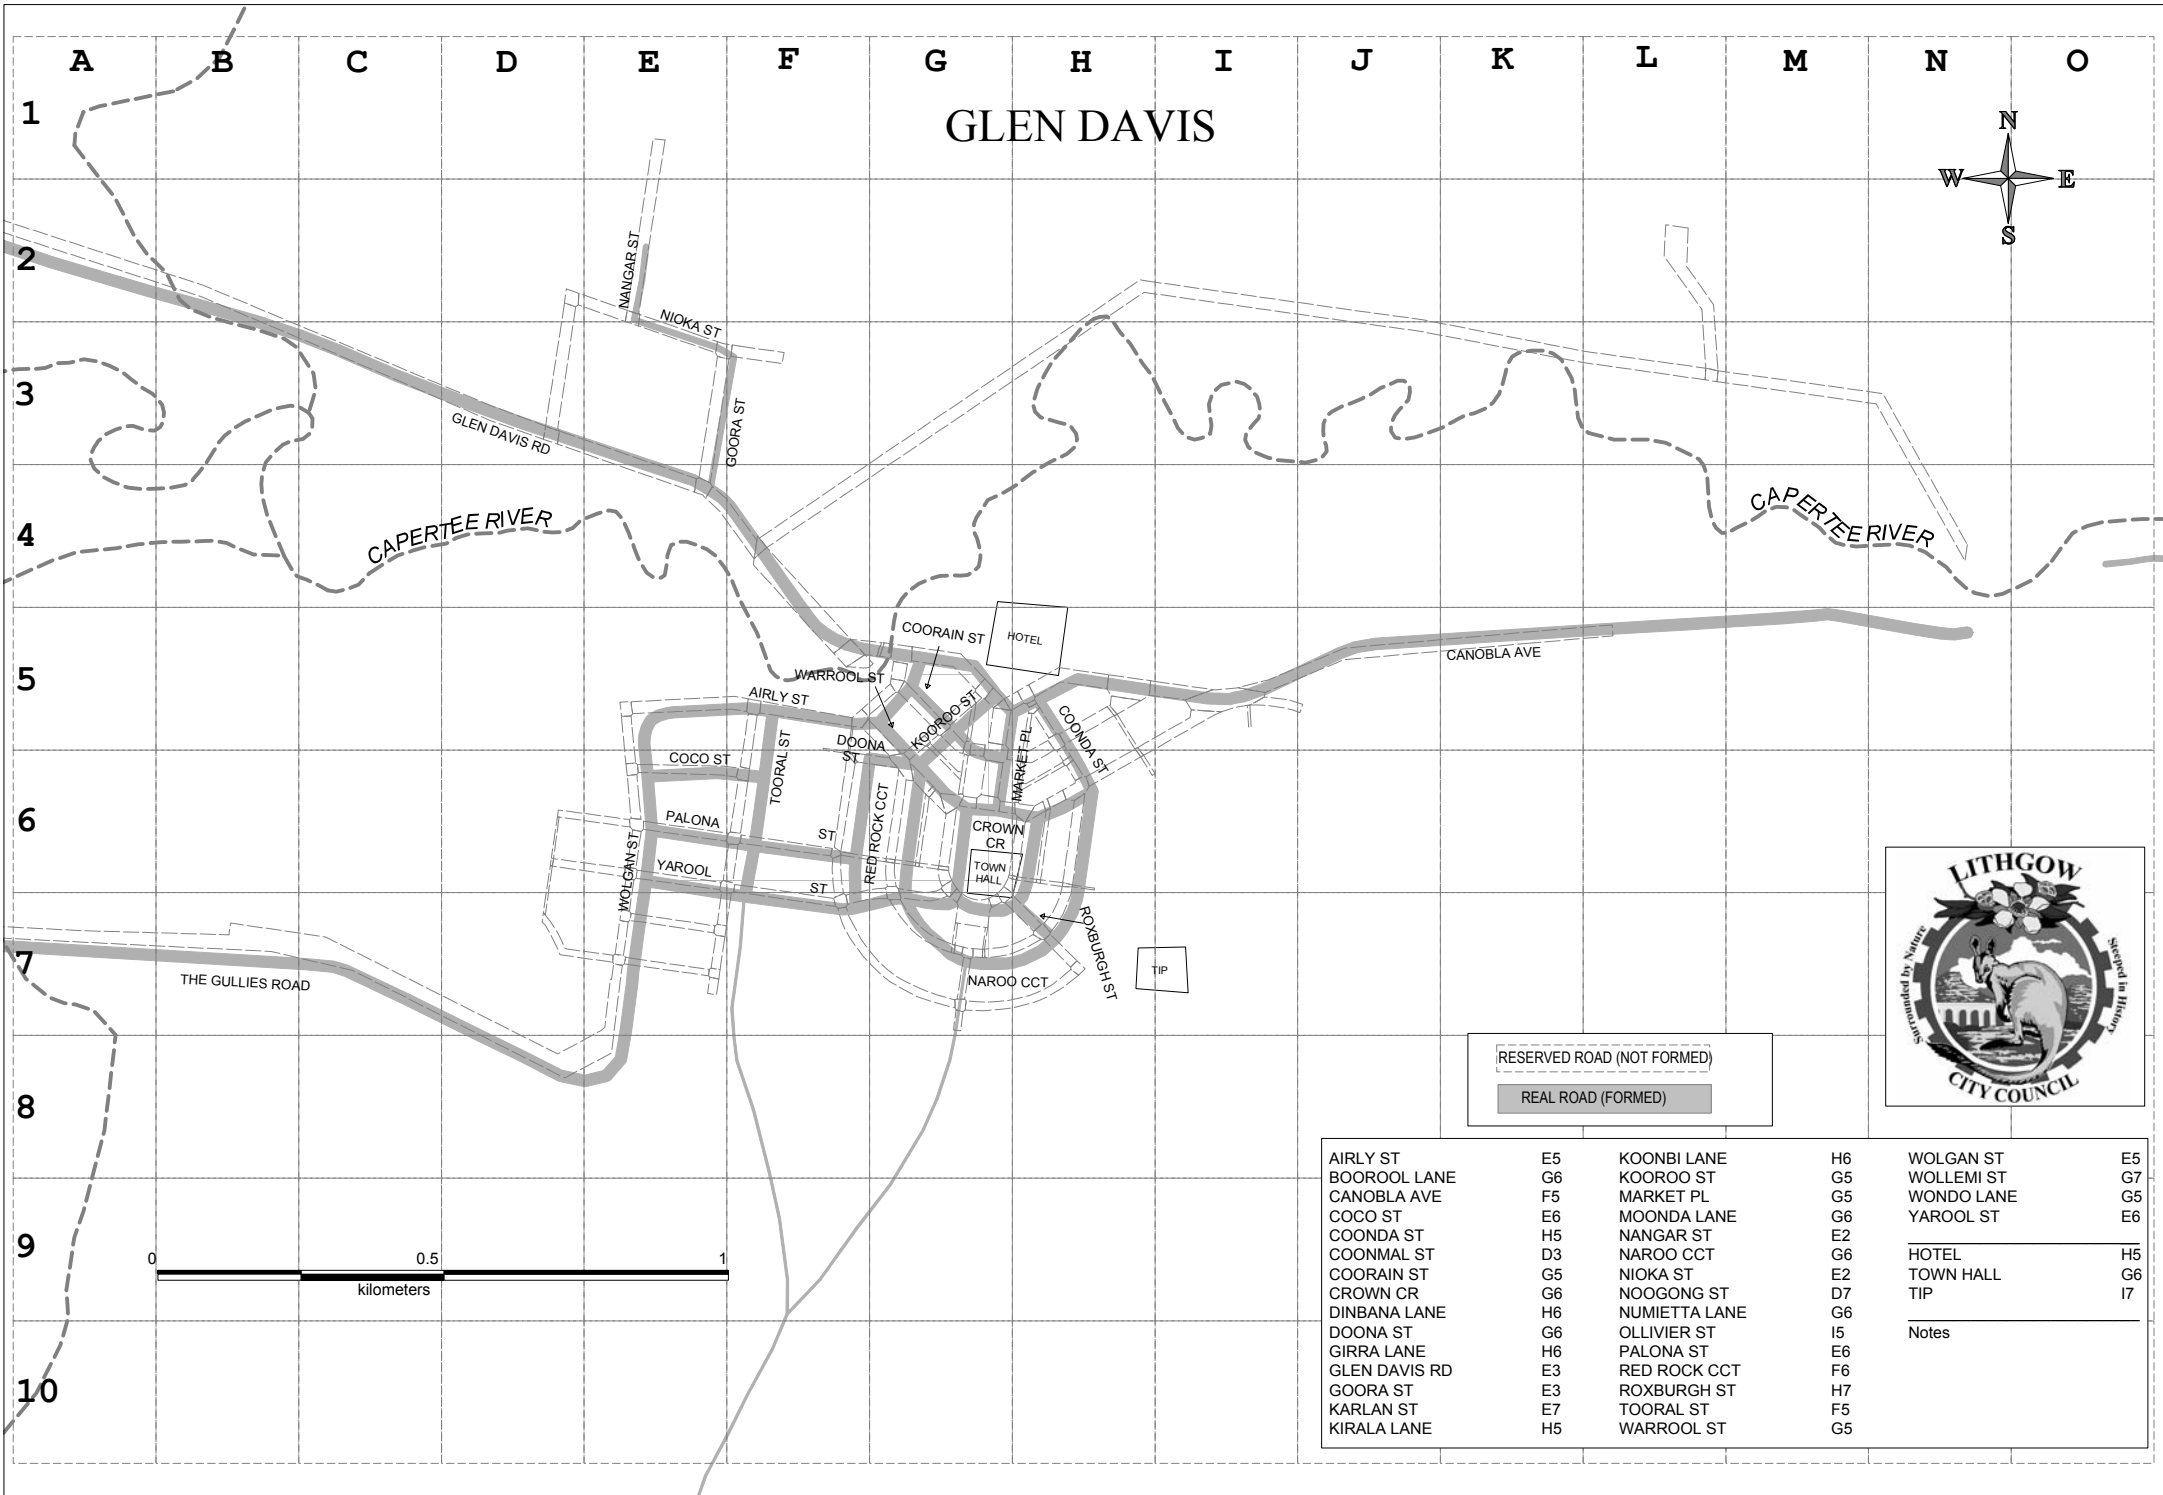 A B C D E F G H I J K L M N O
1
2
3
4
5
6
7
8
9
10
GLEN DAVIS
N
W E
S
NANGAR ST
NIOKA ST
GOORA ST
GLEN DAVIS RD
CAPERTEE RIVER
CAPERTEE RIVER
COORAIN ST
HOTEL
WARROOL ST
CANOBLA AVE
AIRLY ST
KOOROO ST
COONDA ST
DOONA
ST
MARKET PL
COCO ST
TOORAL ST
PALONA
ST
RED ROCK CCT
CROWN
CR
TOWN
HALL
WOLGAN ST
YAROOL
ST
ROXBURGH ST
TIP
THE GULLIES ROAD
NAROO CCT
LITHGOW
Surrounded by Nature
Steeped in History
CITY COUNCIL
RESERVED ROAD (NOT FORMED)
REAL ROAD (FORMED)
0 0.5 1
kilometers
AIRLY ST E5
BOOROOL LANE G6
CANOBLA AVE F5
COCO ST E6
COONDA ST H5
COONMAL ST D3
COORAIN ST G5
CROWN CR G6
DINBANA LANE H6
DOONA ST G6
GIRRA LANE H6
GLEN DAVIS RD E3
GOORA ST E3
KARLAN ST E7
KIRALA LANE H5
KOONBI LANE H6
KOOROO ST G5
MARKET PL G5
MOONDA LANE G6
NANGAR ST E2
NAROO CCT G6
NIOKA ST E2
NOOGONG ST D7
NUMIETTA LANE G6
OLLIVIER ST I5
PALONA ST E6
RED ROCK CCT F6
ROXBURGH ST H7
TOORAL ST F5
WARROOL ST G5
WOLGAN ST E5
WOLLEMI ST G7
WONDO LANE G5
YAROOL ST E6
HOTEL H5
TOWN HALL G6
TIP I7
Notes